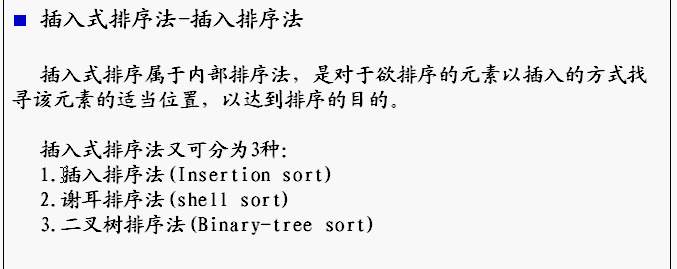 插入式排序法-插入排序法
插入式排序属于内部排序法，是对于欲排序的元素以插入的方式找
寻该元素的适当位置，以达到排序的目的。
插入式排序法又可分为3种:
1.插入排序法(Insertion sort)
2.谢耳排序法(shell sort)
3.二叉树排序法(Binary-tree sort)